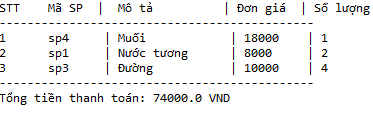 STT   Mã SP  |  Mô tả        | Đơn giá  | Số lượng
----------------------------------------
1     sp4    | Muối          | 18000    | 1
2     sp1    | Nước tương    | 8000     | 2
3     sp3    | Đường         | 10000    | 4
----------------------------------------
Tổng tiền thanh toán: 74000.0 VND